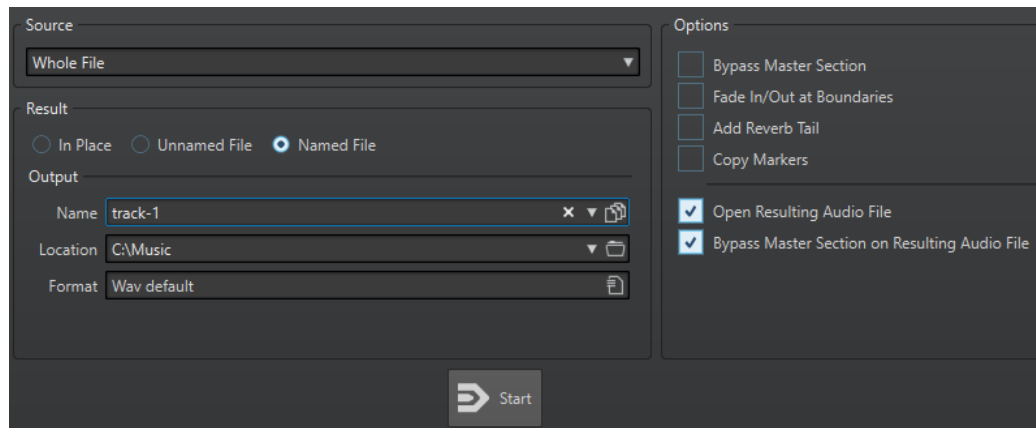 Source
Whole File
Result
In Place Unnamed File Named File
Output
Name track-1
Location C:\Music
Format Wav default
Options
Bypass Master Section
Fade In/Out at Boundaries
Add Reverb Tail
Copy Markers
Open Resulting Audio File
Bypass Master Section on Resulting Audio File
Start